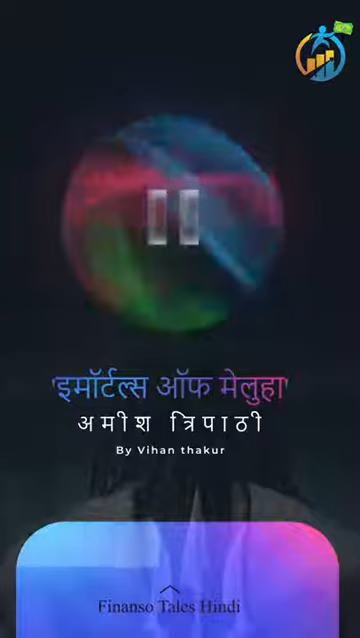 'इमॉर्टल्स ऑफ मेलुहा'
अमीश त्रिपाठी
By Vihan thakur
Finanso Tales Hindi